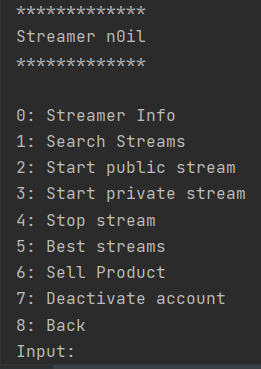 *************
Streamer n0il
*************
0: Streamer Info
1: Search Streams
2: Start public stream
3: Start private stream
4: Stop stream
5: Best streams
6: Sell Product
7: Deactivate account
8: Back
Input: